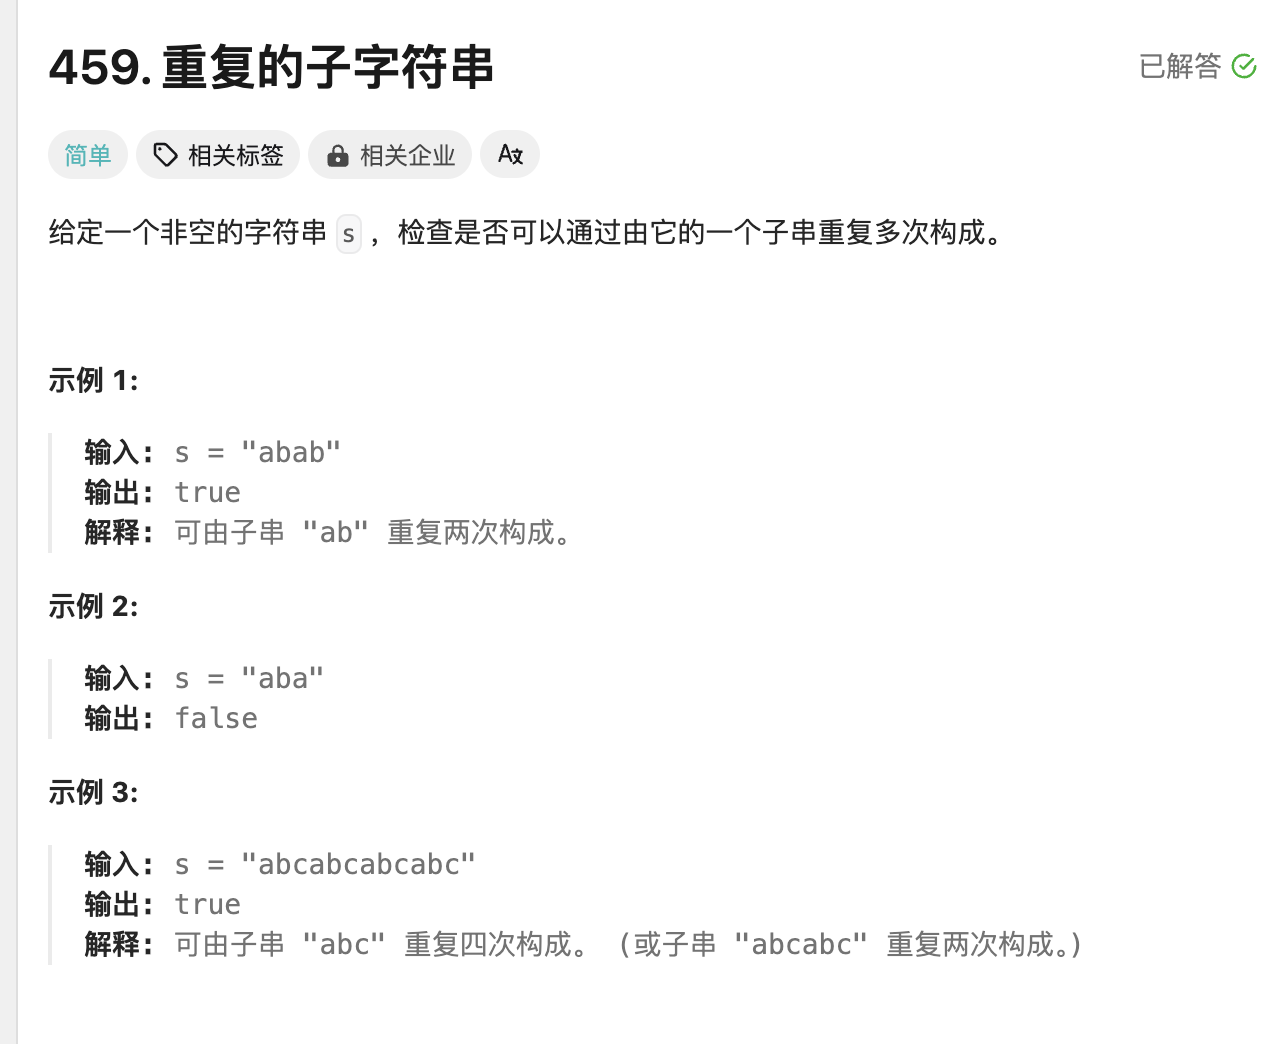 459. 重复的子字符串
已解答
简单
相关标签
相关企业
A文
给定一个非空的字符串 s ，检查是否可以通过由它的一个子串重复多次构成。
示例 1:
输入: s = "abab"
输出: true
解释: 可由子串 "ab" 重复两次构成。
示例 2:
输入: s = "aba"
输出: false
示例 3:
输入: s = "abcabcabcabc"
输出: true
解释: 可由子串 "abc" 重复四次构成。 (或子串 "abcabc" 重复两次构成。)